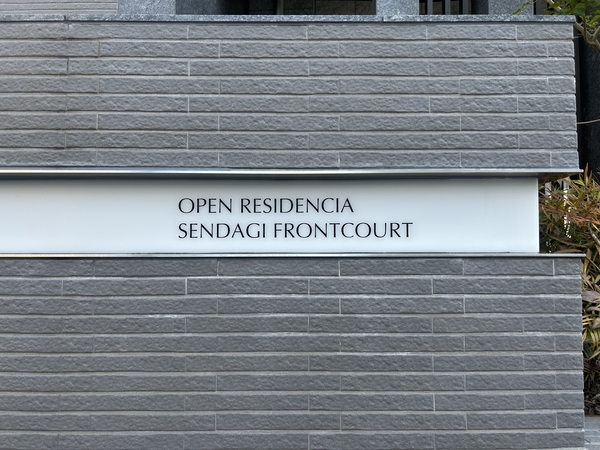 OPEN RESIDENCIA
SENDAGI FRONTCOURT